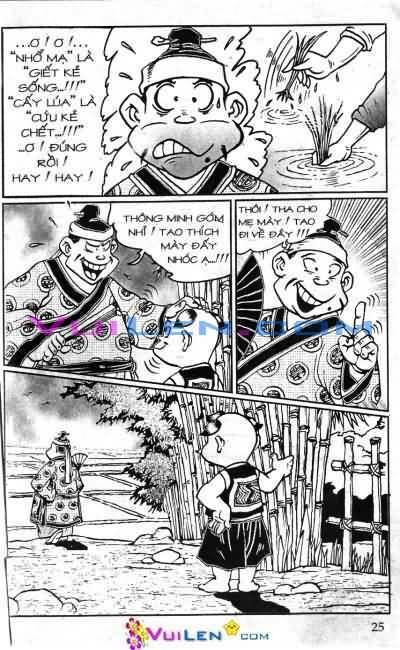 ...Ơ ! Ơ !...
"NHỔ MẠ" LÀ
"GIẾT KẺ
SỐNG...!!!"
"CẤY LÚA" LÀ
"CỨU KẺ
CHẾT...!!!"
..Ơ ! ĐÚNG
RỒI !
HAY ! HAY !
THÔNG MINH GỚM
NHỈ ! TAO THÍCH
MÀY ĐẤY
NHÓC Ạ...!!!
THÔI ! THA CHO
MẸ MÀY ! TAO
ĐI VỀ ĐÂY !!!
VUILEN.COM
25
VUILEN.COM